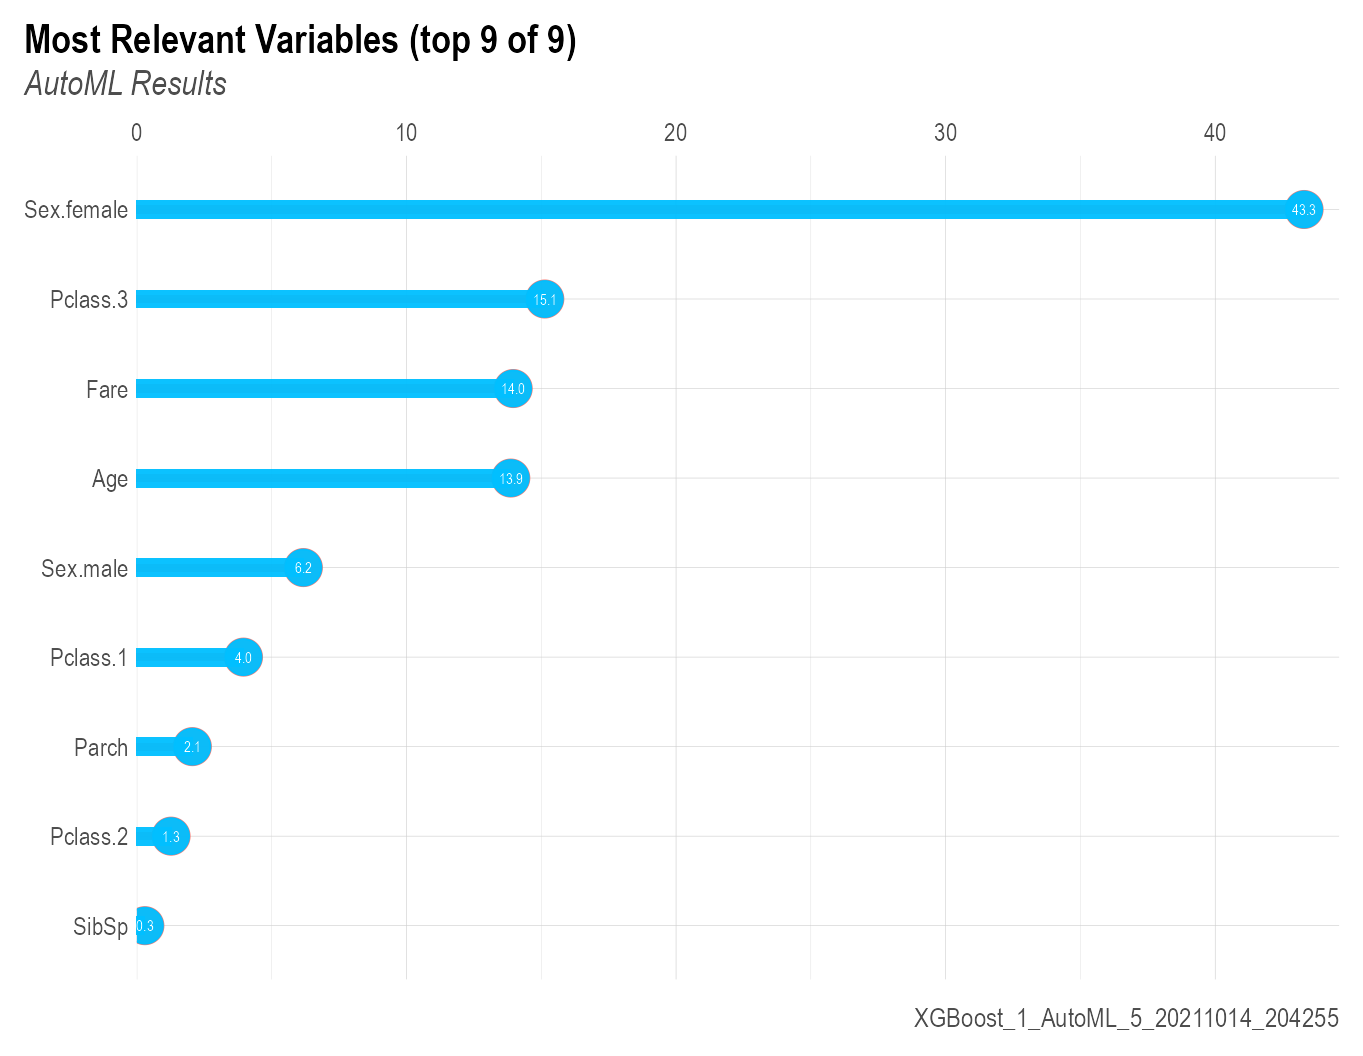 Most Relevant Variables (top 9 of 9)
AutoML Results
0 10 20 30 40
Sex.female 43.3
Pclass.3 15.1
Fare 14.0
Age 13.9
Sex.male 6.2
Pclass.1 4.0
Parch 2.1
Pclass.2 1.3
SibSp 0.3
XGBoost_1_AutoML_5_20211014_204255